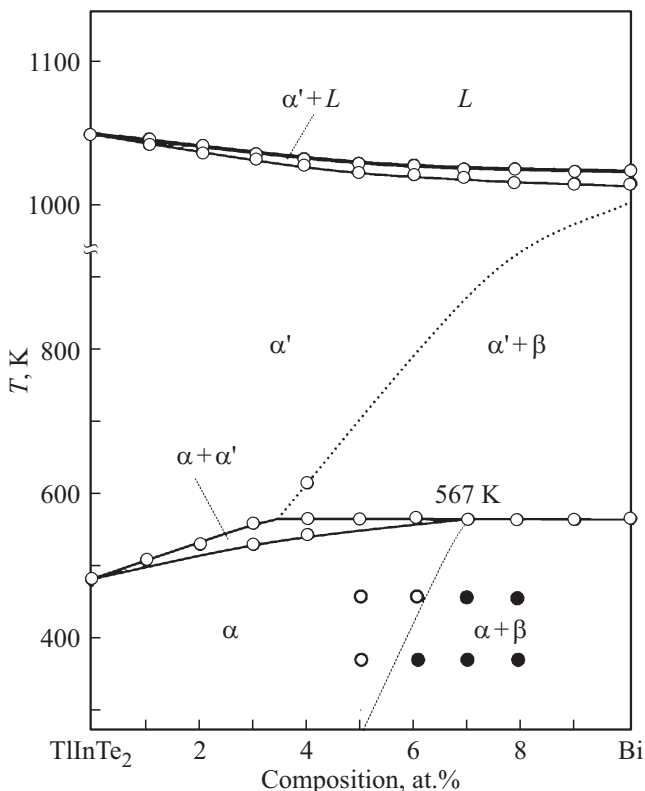 1100
α'+L
L
1000
T, K
800
α'
α'+β
α+α'
600
567 K
400
α
α+β
TlInTe2 2 4 6 8 Bi
Composition, at.%